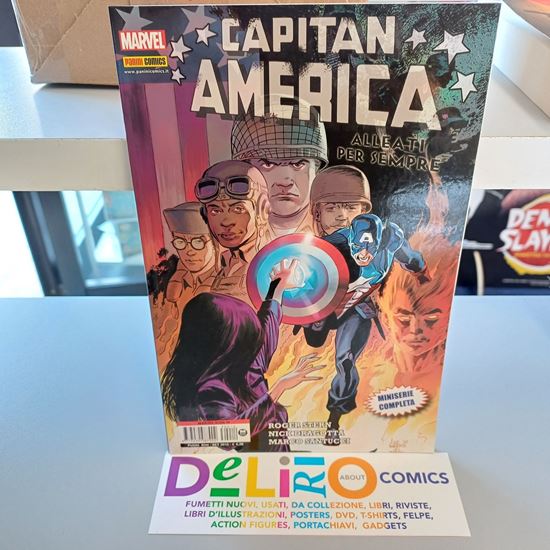 MARVEL
PANINI COMICS
www.paninicomics.it
CAPITAN
AMERICA
ALLEATI
PER SEMPRE
DEMON
SLAYE
MINISERIE
COMPLETA
ROGER STERN
NICK DRAGOTTA
MARCO SANTUCCI
DELiRiO ABOUT COMICS
FUMETTI NUOVI, USATI, DA COLLEZIONE, LIBRI, RIVISTE,
LIBRI D'ILLUSTRAZIONI, POSTERS, DVD, T-SHIRTS, FELPE,
ACTION FIGURES, PORTACHIAVI, GADGETS